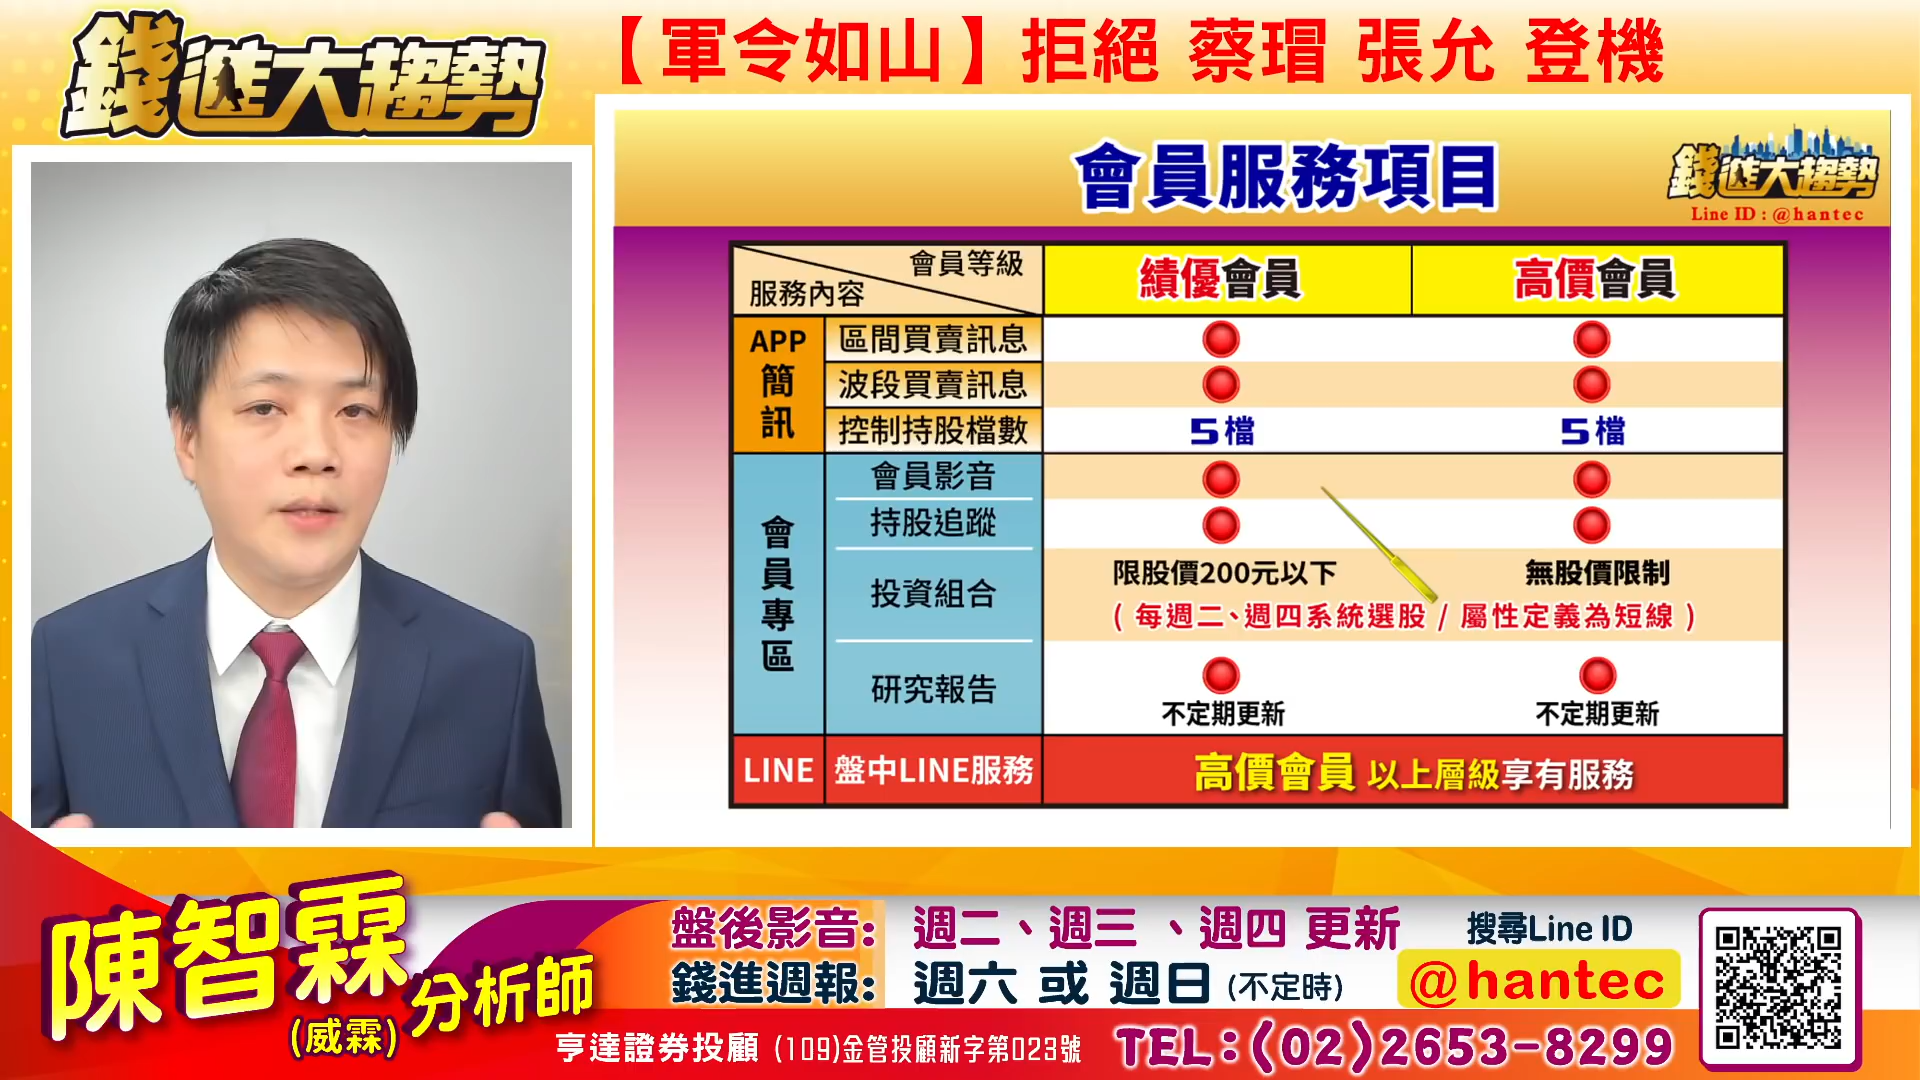 錢進大趨勢
【軍令如山】拒絕 蔡瑁 張允 登機
會員服務項目
錢進大趨勢
Line ID : @hantec
會員等級
服務內容
績優會員
高價會員
APP簡訊
區間買賣訊息
波段買賣訊息
控制持股檔數
5檔
5檔
會員專區
會員影音
持股追蹤
投資組合
限股價200元以下
無股價限制
( 每週二、週四系統選股 / 屬性定義為短線 )
研究報告
不定期更新
不定期更新
LINE
盤中LINE服務
高價會員 以上層級享有服務
陳智霖
(威霖)
分析師
盤後影音: 週二、週三 、週四 更新
錢進週報: 週六 或 週日 (不定時)
搜尋Line ID
@hantec
亨達證券投顧 (109)金管投顧新字第023號
TEL:(02)2653-8299